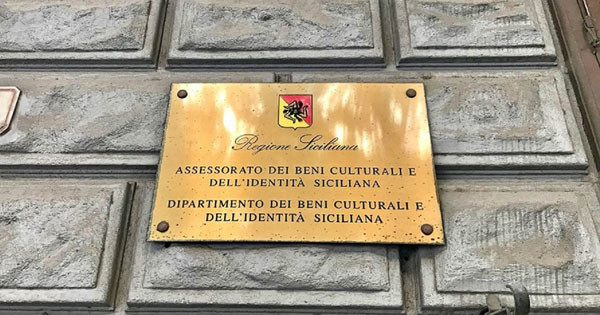 Regione Siciliana
ASSESSORATO DEI BENI CULTURALI E
DELL'IDENTITÀ SICILIANA
DIPARTIMENTO DEI BENI CULTURALI E
DELL'IDENTITÀ SICILIANA